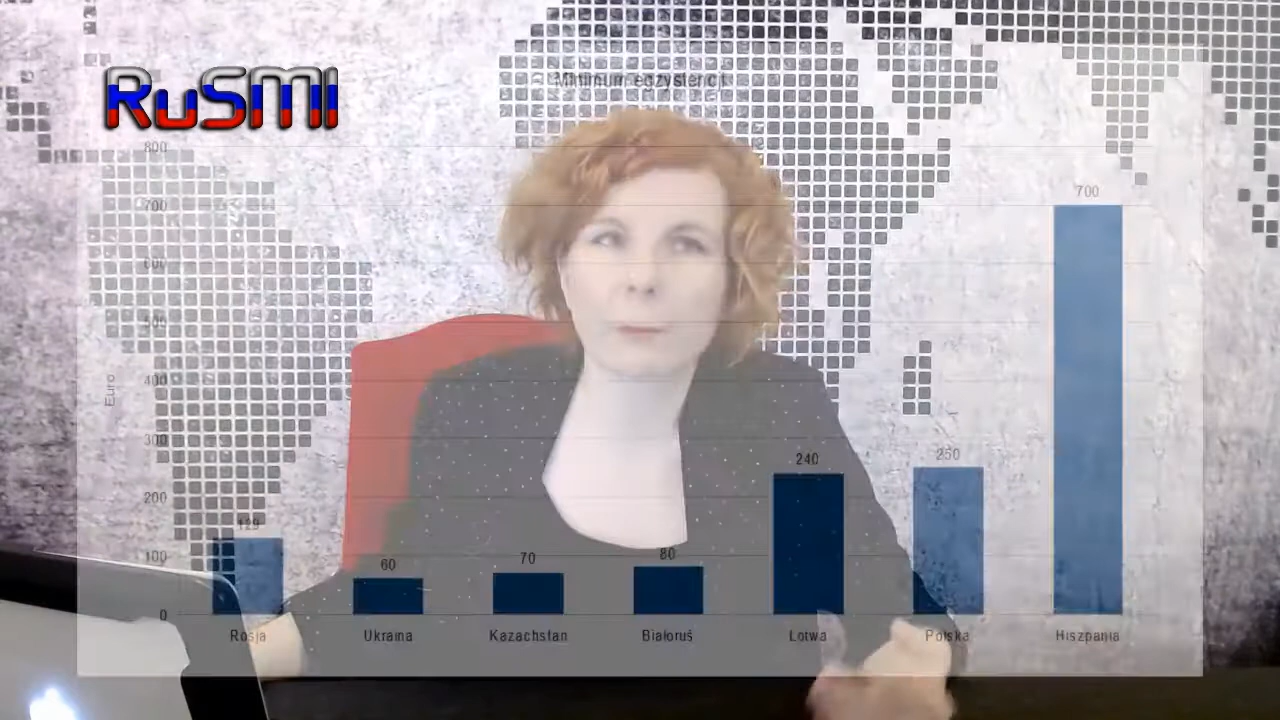 RuSMI
Minimum egzystencji
800
700
700
600
500
Euro
400
300
240
250
200
129
100
60
70
80
0
Rosja
Ukraina
Kazachstan
Białoruś
Łotwa
Polska
Hiszpania